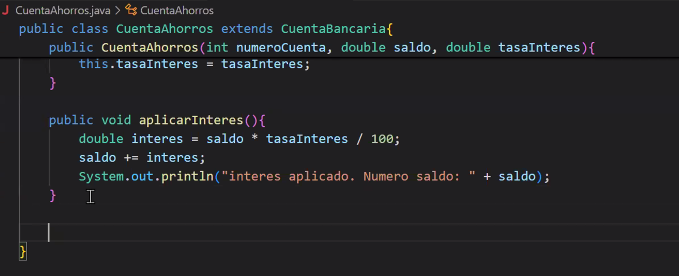 J CuentaAhorros.java > CuentaAhorros
public class CuentaAhorros extends CuentaBancaria{
public CuentaAhorros(int numeroCuenta, double saldo, double tasaInteres){
this.tasaInteres = tasaInteres;
}
public void aplicarInteres(){
double interes = saldo * tasaInteres / 100;
saldo += interes;
System.out.println("interes aplicado. Numero saldo: " + saldo);
}
}